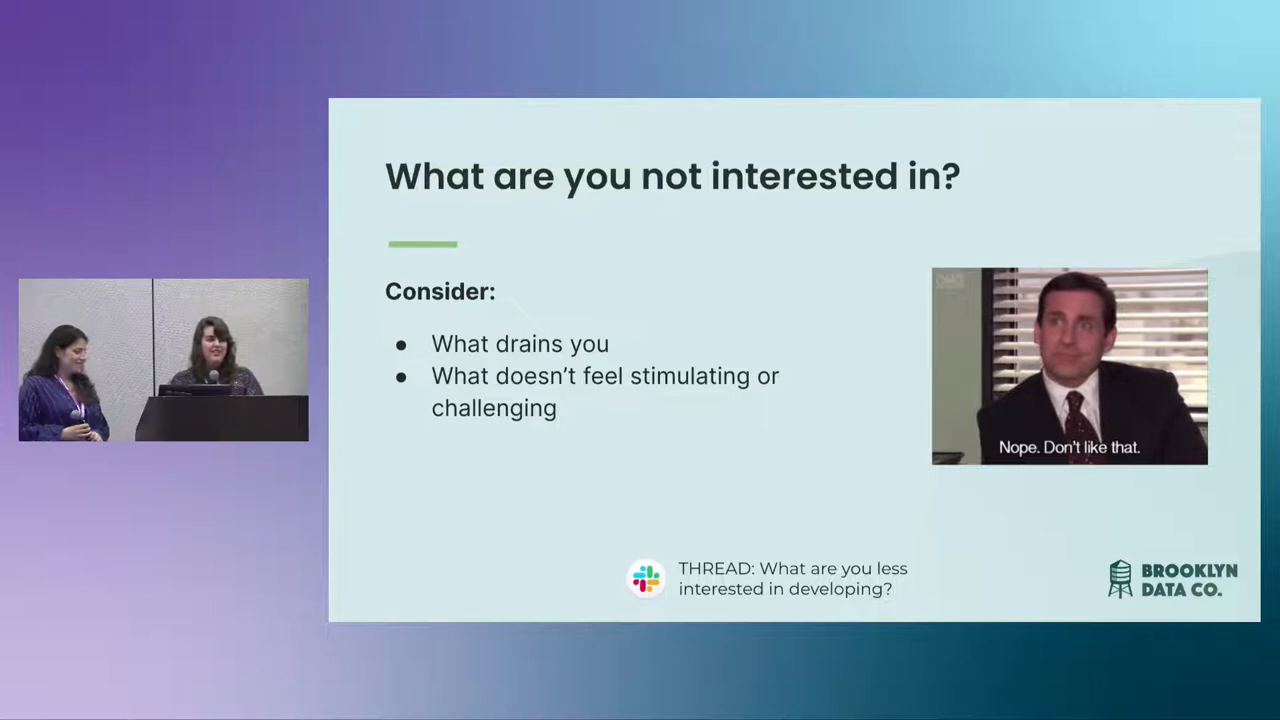 What are you not interested in?
Consider:
● What drains you
● What doesn't feel stimulating or
challenging
Nope. Don't like that.
THREAD: What are you less
interested in developing?
BROOKLYN
DATA CO.